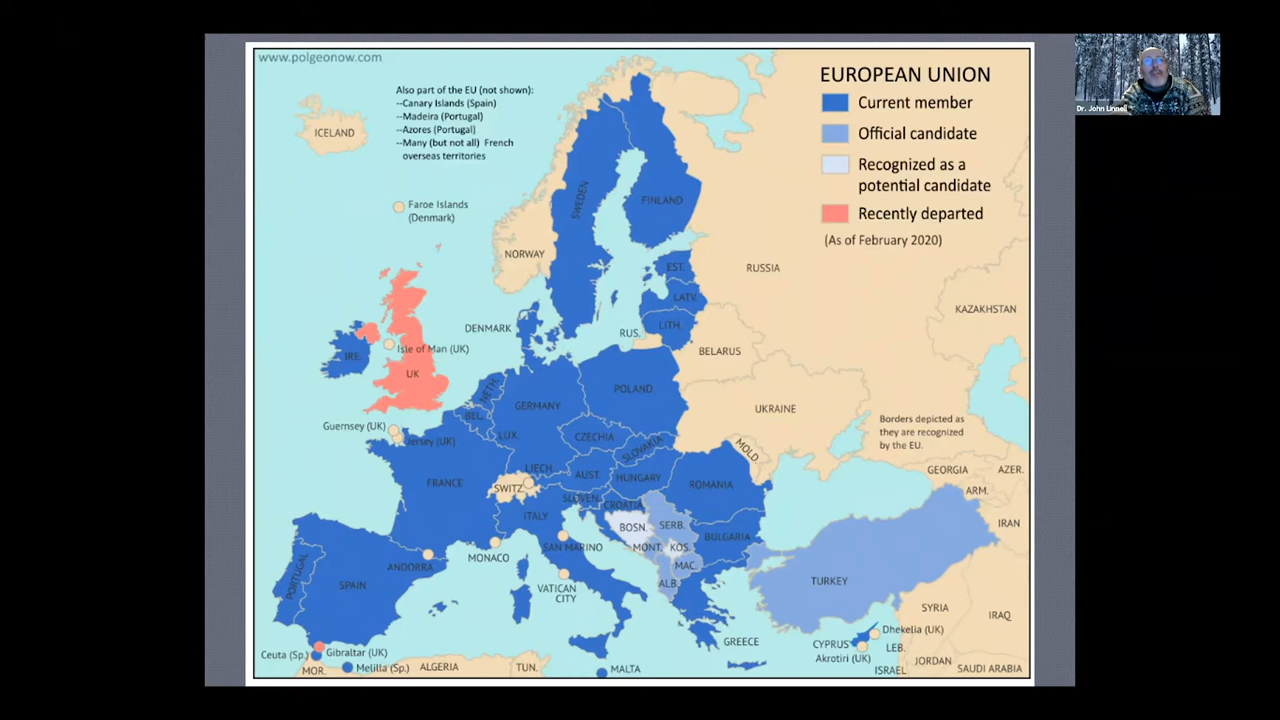 www.polgeonow.com
Also part of the EU (not shown):
--Canary Islands (Spain)
--Madeira (Portugal)
--Azores (Portugal)
--Many (but not all) French
overseas territories
EUROPEAN UNION
Current member
Official candidate
Recognized as a
potential candidate
Recently departed
(As of February 2020)
Dr. John Linnell
ICELAND
Faroe Islands
(Denmark)
SWEDEN
FINLAND
NORWAY
RUSSIA
EST.
LATV.
KAZAKHSTAN
DENMARK
RUS.
LITH.
Isle of Man (UK)
IRE.
BELARUS
UK
NETH.
POLAND
GERMANY
UKRAINE
BEL.
Guernsey (UK)
Jersey (UK)
LUX.
CZECHIA
SLOVAKIA
MOLD.
Borders depicted as
they are recognized
by the EU.
LIECH.
AUST.
HUNGARY
ROMANIA
GEORGIA
AZER.
FRANCE
SWITZ.
SLOVEN.
CROATIA
ARM.
ITALY
BOSN.
SERB.
IRAN
BULGARIA
MONACO
SAN MARINO
MONT.
KOS.
ANDORRA
MAC.
PORTUGAL
SPAIN
VATICAN
CITY
ALB.
TURKEY
SYRIA
IRAQ
GREECE
CYPRUS
Dhekelia (UK)
Akrotiri (UK)
LEB.
Ceuta (Sp.)
Gibraltar (UK)
MOR.
Melilla (Sp.)
ALGERIA
TUN.
MALTA
ISRAEL
JORDAN
SAUDI ARABIA